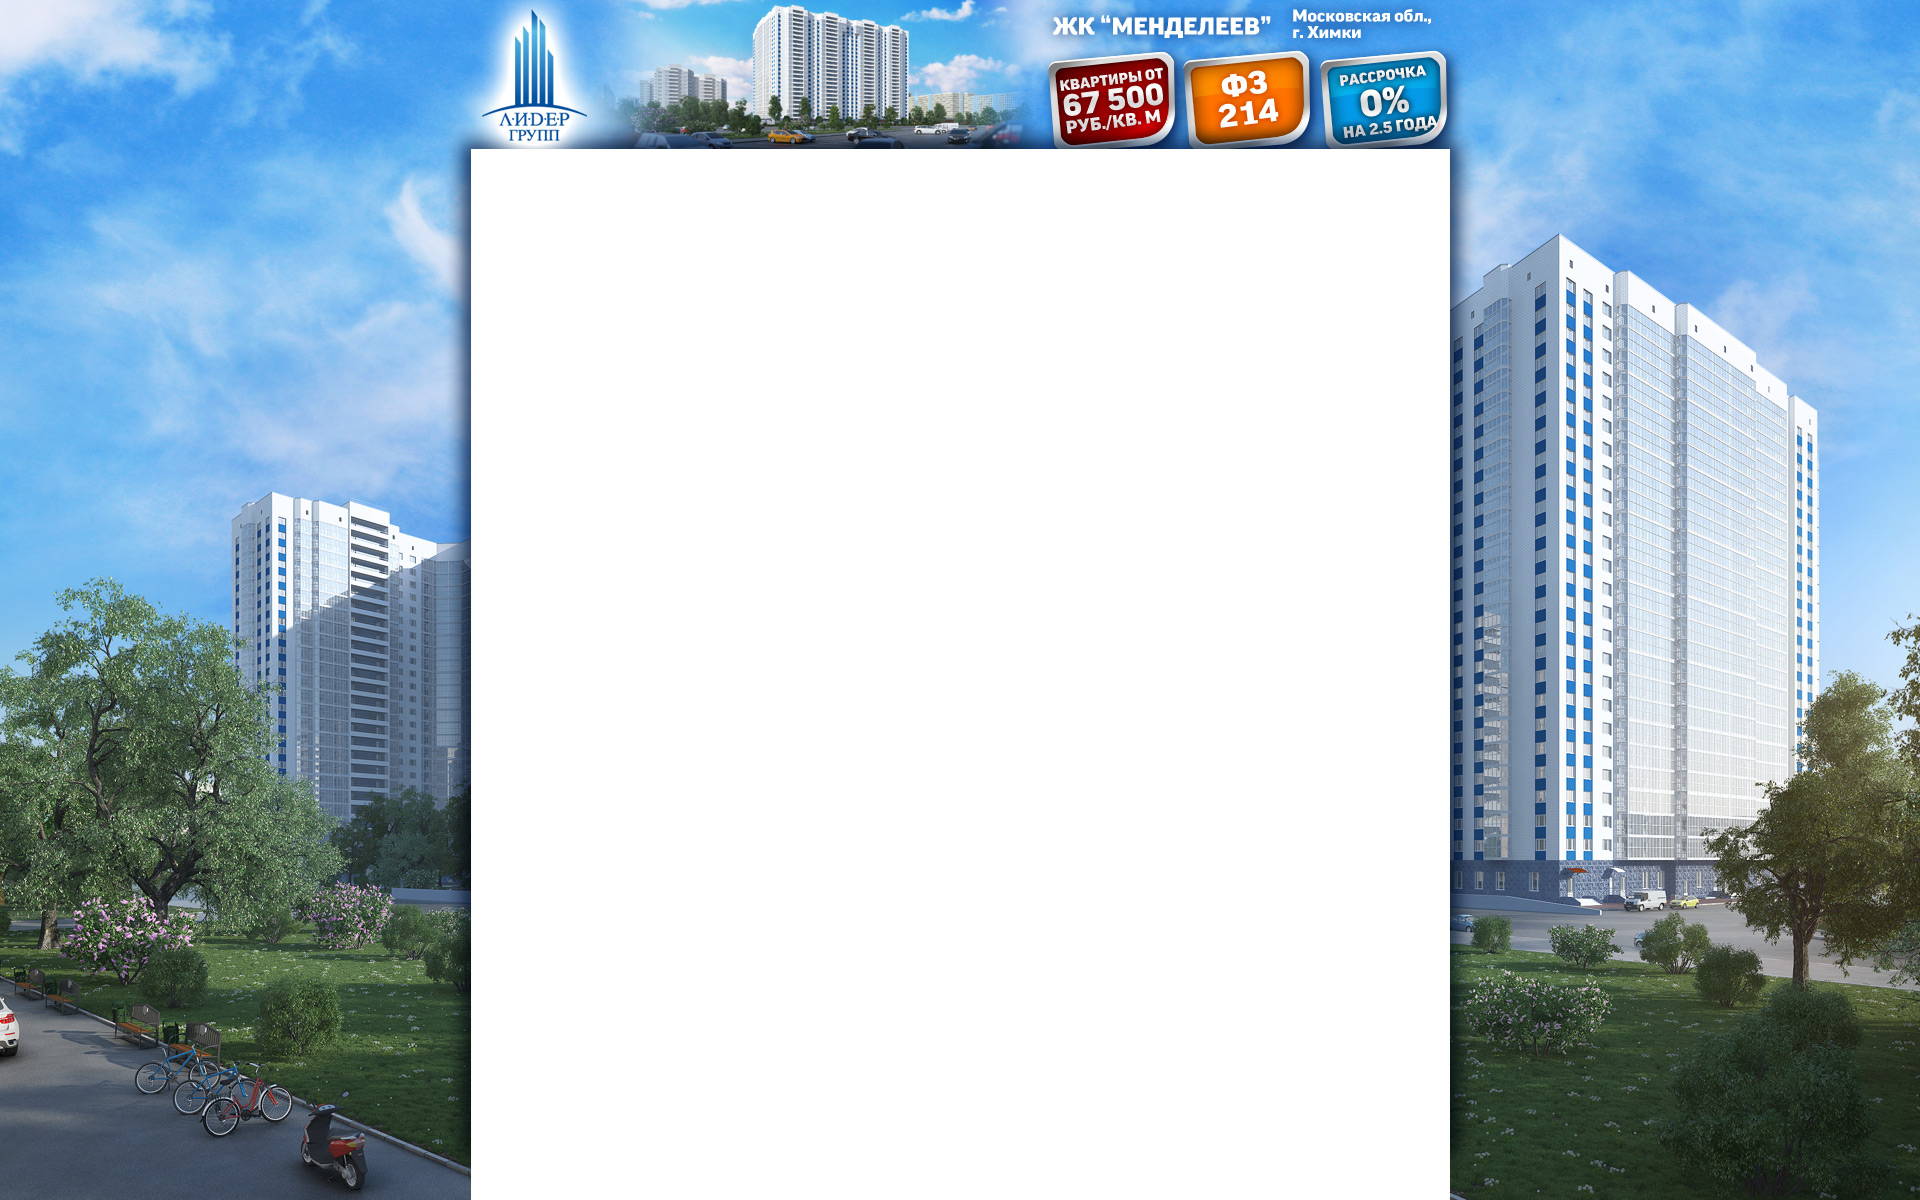 Л·И·Д·Е·Р
ГРУПП
ЖК “МЕНДЕЛЕЕВ”
Московская обл.,
г. Химки
КВАРТИРЫ ОТ
67 500
РУБ./КВ. М
ФЗ
214
РАССРОЧКА
0%
НА 2.5 ГОДА